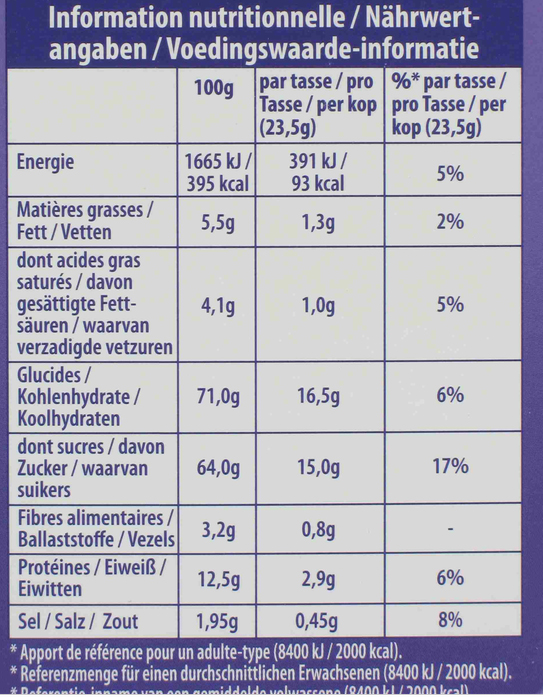 Information nutritionnelle / Nährwert-
angaben / Voedingswaarde-informatie
100g
par tasse / pro
Tasse / per kop
(23,5g)
%* par tasse /
pro Tasse / per
kop (23,5g)
Energie
1665 kJ /
395 kcal
391 kJ /
93 kcal
5%
Matières grasses /
Fett / Vetten
5,5g
1,3g
2%
dont acides gras
saturés / davon
gesättigte Fett-
säuren / waarvan
verzadigde vetzuren
4,1g
1,0g
5%
Glucides /
Kohlenhydrate /
Koolhydraten
71,0g
16,5g
6%
dont sucres / davon
Zucker / waarvan
suikers
64,0g
15,0g
17%
Fibres alimentaires /
Ballaststoffe / Vezels
3,2g
0,8g
-
Protéines / Eiweiß /
Eiwitten
12,5g
2,9g
6%
Sel / Salz / Zout
1,95g
0,45g
8%
* Apport de référence pour un adulte-type (8400 kJ / 2000 kcal).
* Referenzmenge für einen durchschnittlichen Erwachsenen (8400 kJ / 2000 kcal).
* Referentie-inname van een gemiddelde volwassene (8400 kJ / 2000 kcal).